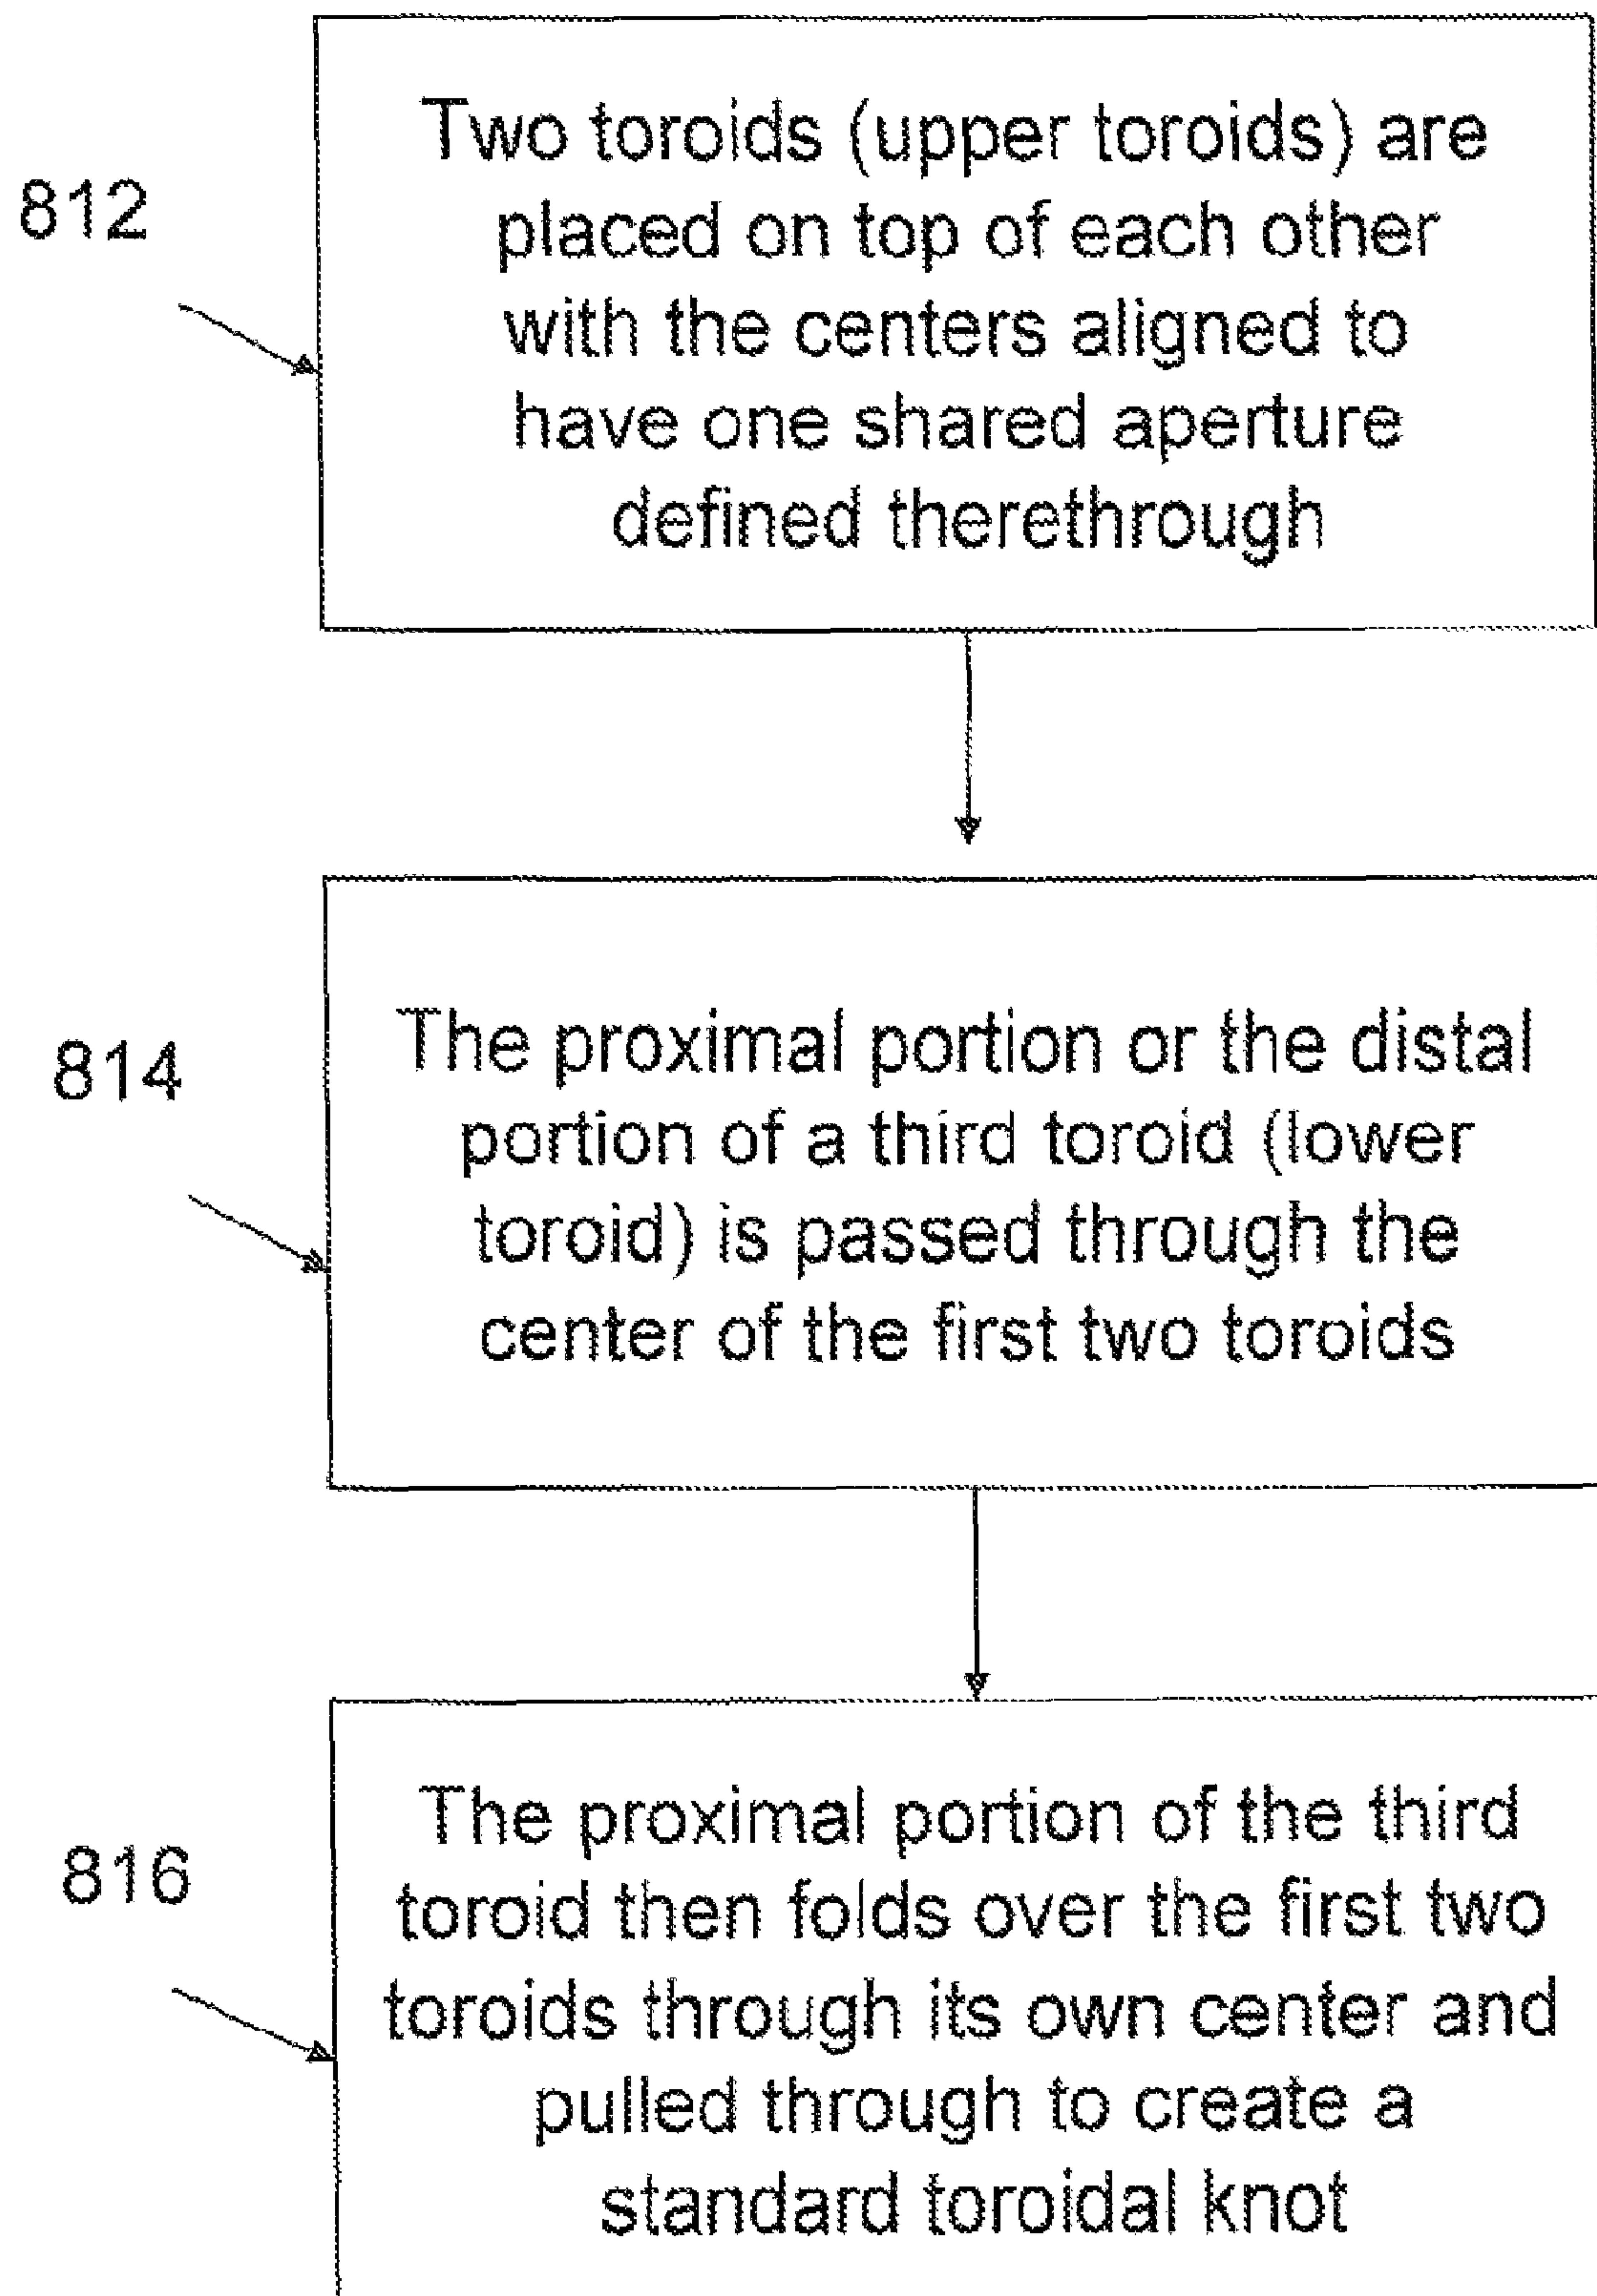 812
Two toroids (upper toroids) are
placed on top of each other
with the centers aligned to
have one shared aperture
defined therethrough
814
The proximal portion or the distal
portion of a third toroid (lower
toroid) is passed through the
center of the first two toroids
816
The proximal portion of the third
toroid then folds over the first two
toroids through its own center and
pulled through to create a
standard toroidal knot